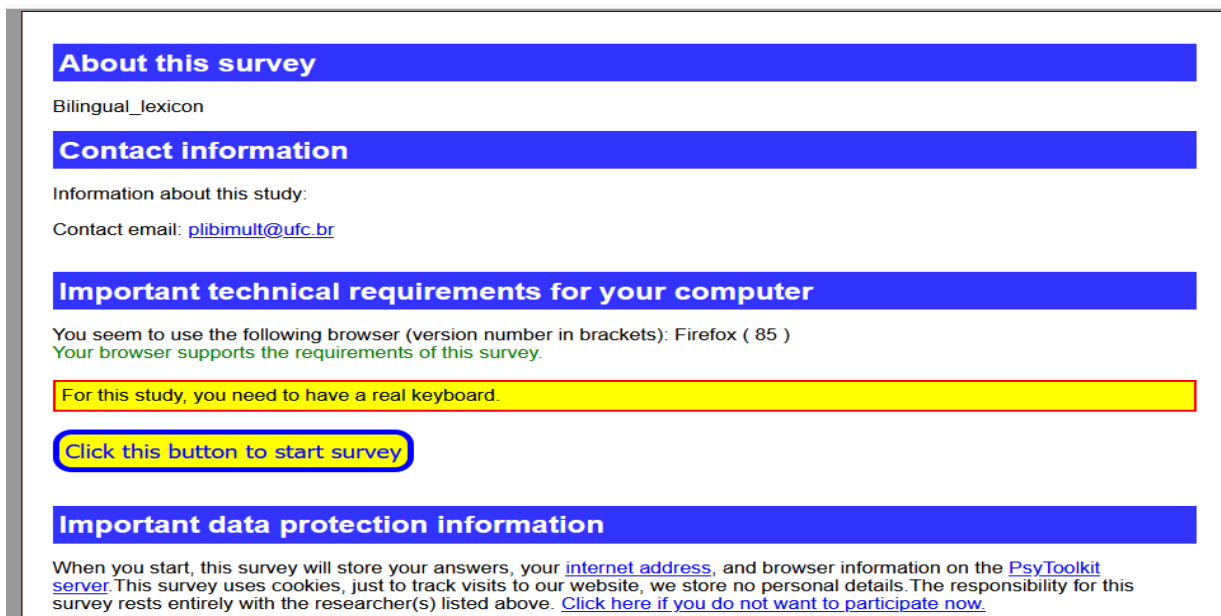 About this survey
Bilingual_lexicon
Contact information
Information about this study:
Contact email: plibimult@ufc.br
Important technical requirements for your computer
You seem to use the following browser (version number in brackets): Firefox ( 85 )
Your browser supports the requirements of this survey.
For this study, you need to have a real keyboard.
Click this button to start survey
Important data protection information
When you start, this survey will store your answers, your internet address, and browser information on the PsyToolkit
server.This survey uses cookies, just to track visits to our website, we store no personal details.The responsibility for this
survey rests entirely with the researcher(s) listed above. Click here if you do not want to participate now.